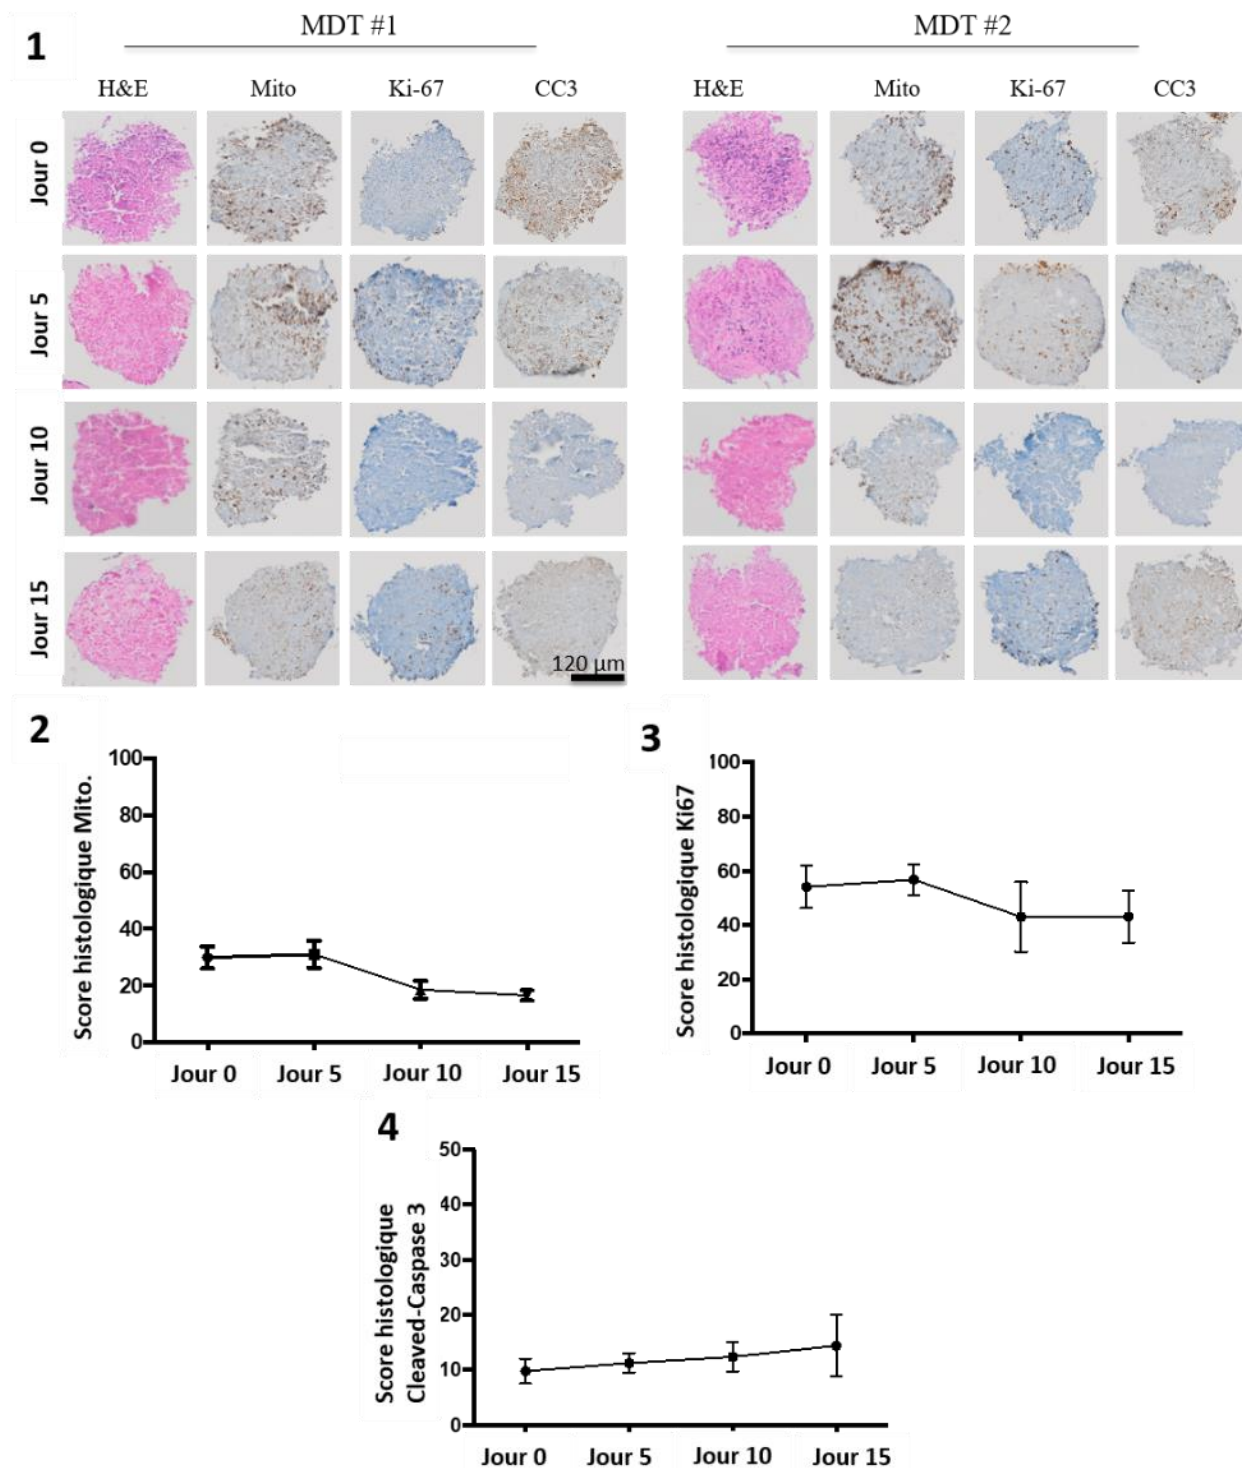 1
MDT #1
MDT #2
H&E
Mito
Ki-67
CC3
H&E
Mito
Ki-67
CC3
Jour 0
Jour 5
Jour 10
Jour 15
120 µm
2
Score histologique Mito.
100
80
60
40
20
0
Jour 0
Jour 5
Jour 10
Jour 15
3
Score histologique Ki67
100
80
60
40
20
0
Jour 0
Jour 5
Jour 10
Jour 15
4
Score histologique
Cleaved-Caspase 3
50
40
30
20
10
0
Jour 0
Jour 5
Jour 10
Jour 15